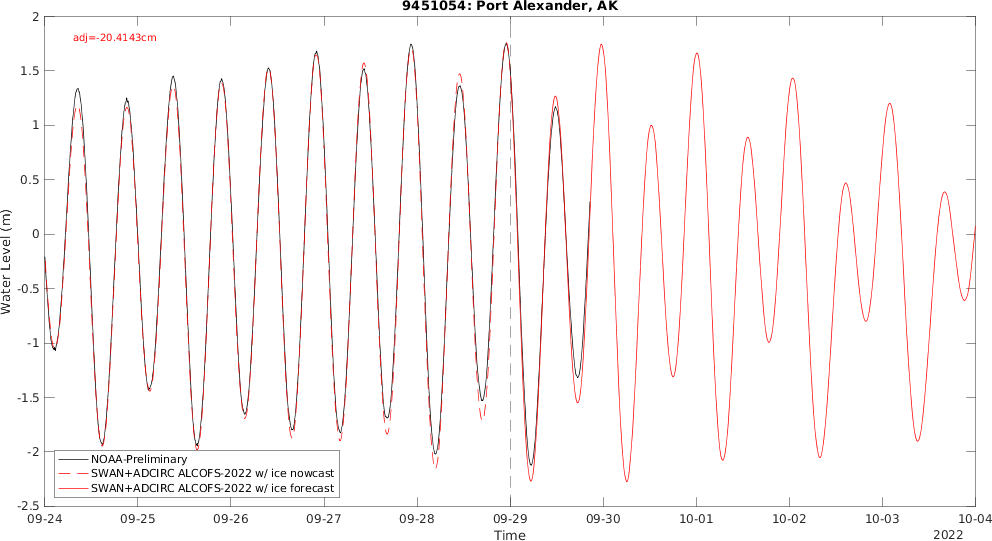 9451054: Port Alexander, AK
adj=-20.4143cm
Water Level (m)
2
1.5
1
0.5
0
-0.5
-1
-1.5
-2
-2.5
NOAA-Preliminary
SWAN+ADCIRC ALCOFS-2022 w/ ice nowcast
SWAN+ADCIRC ALCOFS-2022 w/ ice forecast
09-24 09-25 09-26 09-27 09-28 09-29 09-30 10-01 10-02 10-03 10-04
Time
2022